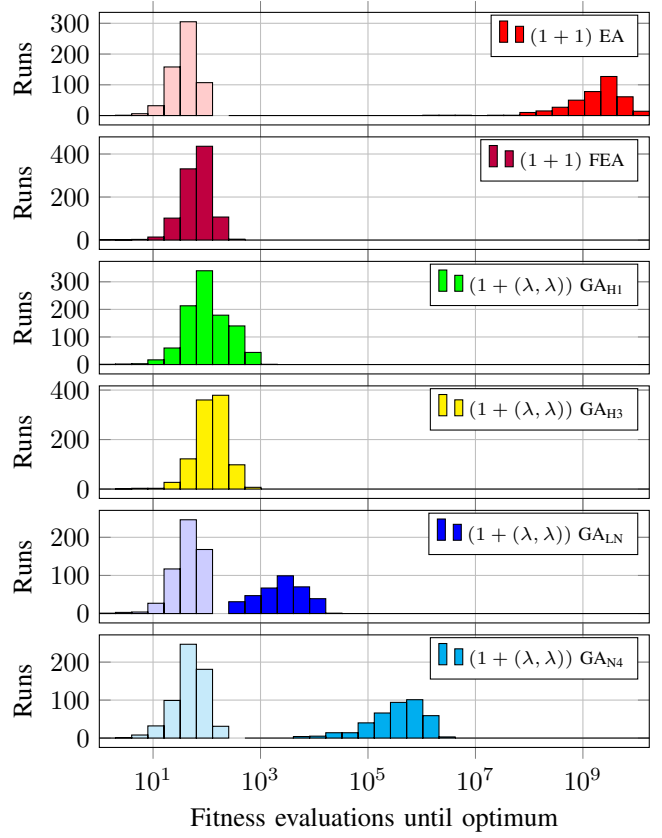 300
200
100
0
Runs
(1 + 1) EA
400
200
0
Runs
(1 + 1) FEA
300
200
100
0
Runs
(1 + (λ, λ)) GA_H1
400
200
0
Runs
(1 + (λ, λ)) GA_H3
200
100
0
Runs
(1 + (λ, λ)) GA_LN
200
100
0
Runs
(1 + (λ, λ)) GA_N4
10^1 10^3 10^5 10^7 10^9
Fitness evaluations until optimum